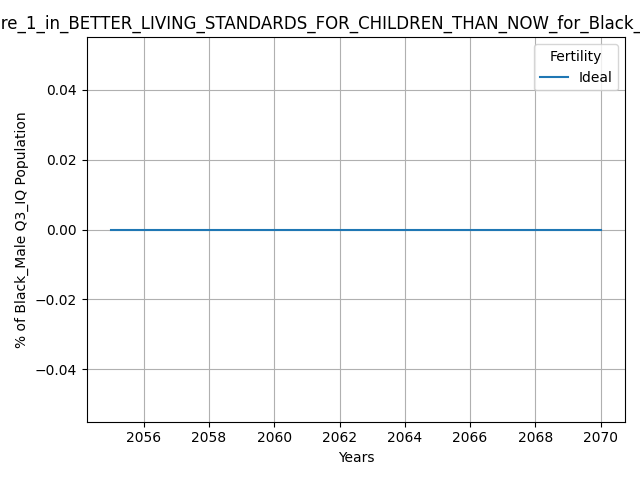 re_1_in_BETTER_LIVING_STANDARDS_FOR_CHILDREN_THAN_NOW_for_Black_
Fertility
Ideal
% of Black_Male Q3_IQ Population
0.04
0.02
0.00
−0.02
−0.04
2056 2058 2060 2062 2064 2066 2068 2070
Years